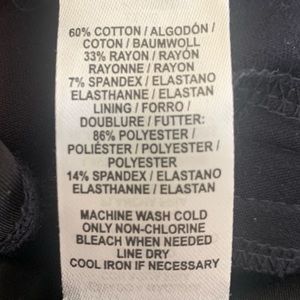 60% COTTON / ALGODÓN /
COTON / BAUMWOLL
33% RAYON / RAYÓN
RAYONNE / RAYON
7% SPANDEX / ELASTANO
ELASTHANNE / ELASTAN
LINING / FORRO /
DOUBLURE / FUTTER:
86% POLYESTER /
POLIÉSTER / POLYESTER /
POLYESTER
14% SPANDEX / ELASTANO
ELASTHANNE / ELASTAN
MACHINE WASH COLD
ONLY NON-CHLORINE
BLEACH WHEN NEEDED
LINE DRY
COOL IRON IF NECESSARY